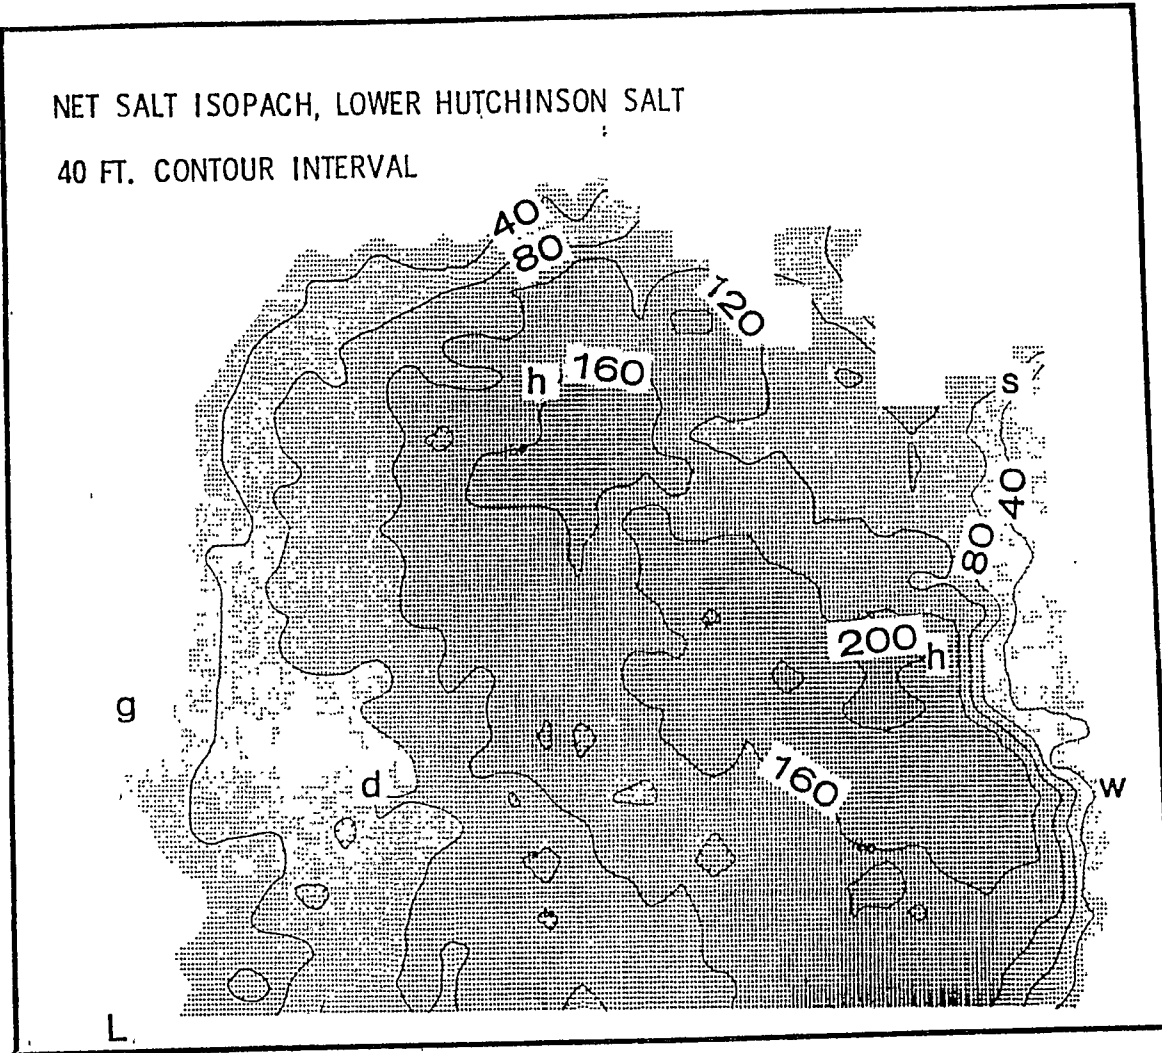 NET SALT ISOPACH, LOWER HUTCHINSON SALT
40 FT. CONTOUR INTERVAL
40
80
120
h
160
s
40
80
200
h
g
160
d
w
L